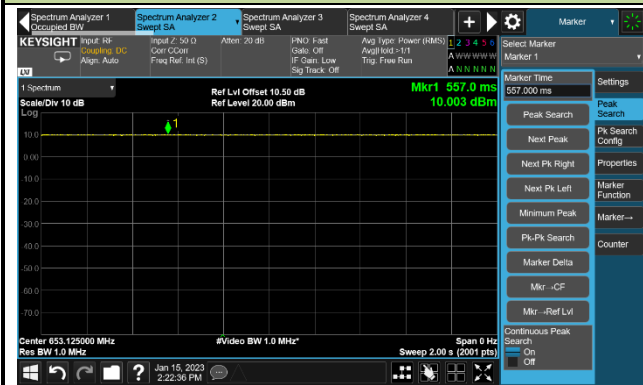 Spectrum Analyzer 1
Occupied BW
Spectrum Analyzer 2
Swept SA
Spectrum Analyzer 3
Swept SA
Spectrum Analyzer 4
Swept SA
+
Marker
KEYSIGHT
Input: RF
Coupling: DC
Align: Auto
Input Z: 50 Ω
Corr CCorr
Freq Ref: Int (S)
Atten: 20 dB
PNO: Fast
Gate: Off
IF Gain: Low
Sig Track: Off
Avg Type: Power (RMS)
Avg|Hold:>1/1
Trig: Free Run
1 2 3 4 5 6
A W W W W W
A N N N N N
LXI
Select Marker
Marker 1
1 Spectrum
Scale/Div 10 dB
Log
Ref Lvl Offset 10.50 dB
Ref Level 20.00 dBm
Mkr1 557.0 ms
10.003 dBm
1
10.0
0.00
-10.0
-20.0
-30.0
-40.0
-50.0
-60.0
-70.0
Center 653.125000 MHz
Res BW 1.0 MHz
#Video BW 1.0 MHz*
Span 0 Hz
Sweep 2.00 s (2001 pts)
Marker Time
557.000 ms
Peak Search
Next Peak
Next Pk Right
Next Pk Left
Minimum Peak
Pk-Pk Search
Marker Delta
Mkr→CF
Mkr→Ref Lvl
Continuous Peak
Search
On
Off
Settings
Peak
Search
Pk Search
Config
Properties
Marker
Function
Marker→
Counter
?
Jan 15, 2023
2:22:36 PM